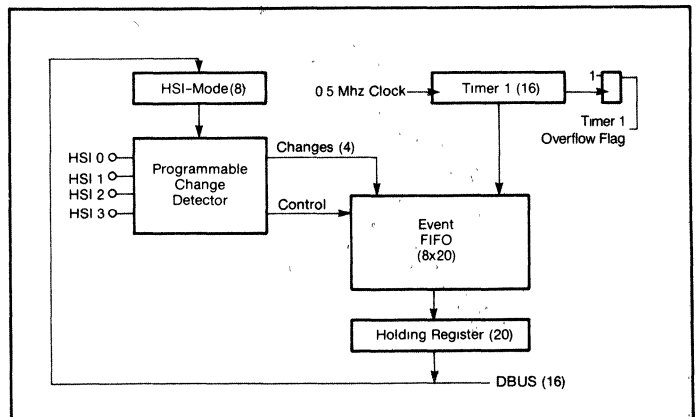 HSI-Mode(8)
0 5 Mhz Clock
Timer 1 (16)
1
Timer 1
Overflow Flag
HSI 0
HSI 1
HSI 2
HSI 3
Programmable
Change
Detector
Changes (4)
Control
Event
FIFO
(8x20)
Holding Register (20)
DBUS (16)